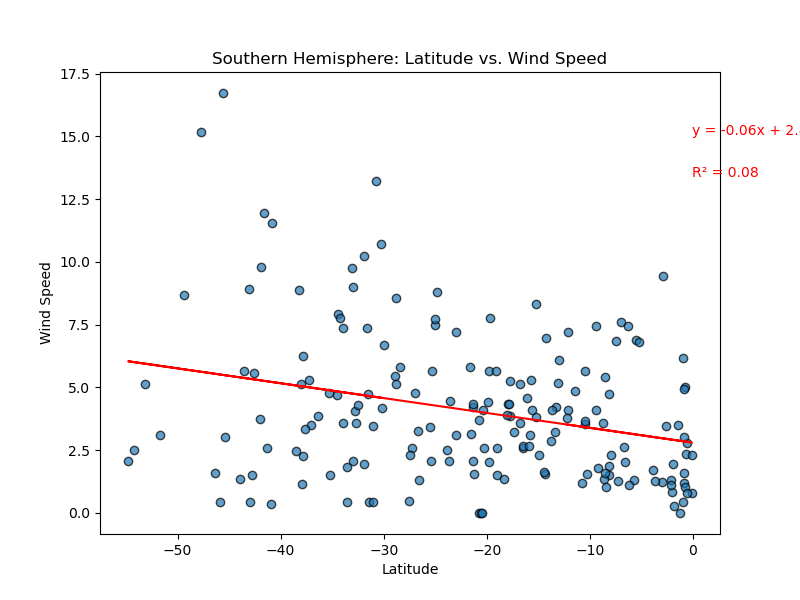 Southern Hemisphere: Latitude vs. Wind Speed
17.5
15.0
12.5
10.0
7.5
5.0
2.5
0.0
Wind Speed
y = -0.06x + 2.
R² = 0.08
−50
−40
−30
−20
−10
0
Latitude